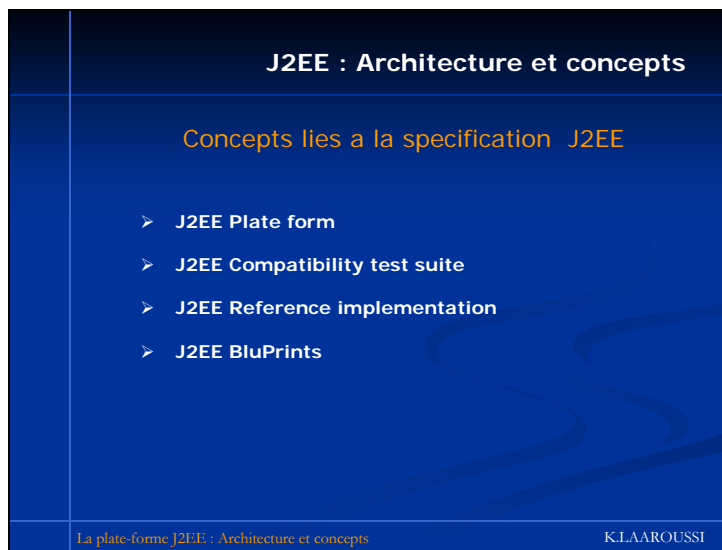 J2EE : Architecture et concepts
Concepts lies a la specification J2EE
J2EE Plate form
J2EE Compatibility test suite
J2EE Reference implementation
J2EE BluPrints
La plate-forme J2EE : Architecture et concepts
K.LAAROUSSI